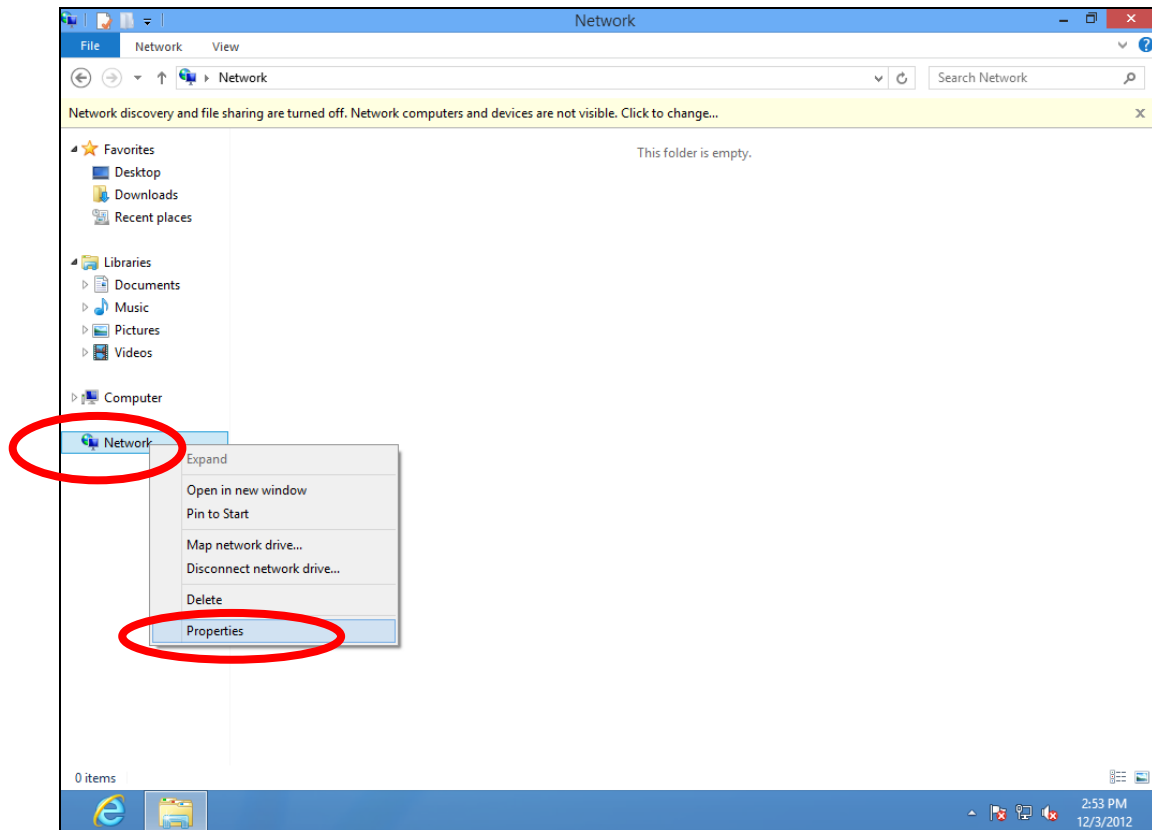 Network
File Network View
Network
Search Network
Network discovery and file sharing are turned off. Network computers and devices are not visible. Click to change...
This folder is empty.
Favorites
Desktop
Downloads
Recent places
Libraries
Documents
Music
Pictures
Videos
Computer
Network
Expand
Open in new window
Pin to Start
Map network drive...
Disconnect network drive...
Delete
Properties
0 items
2:53 PM
12/3/2012